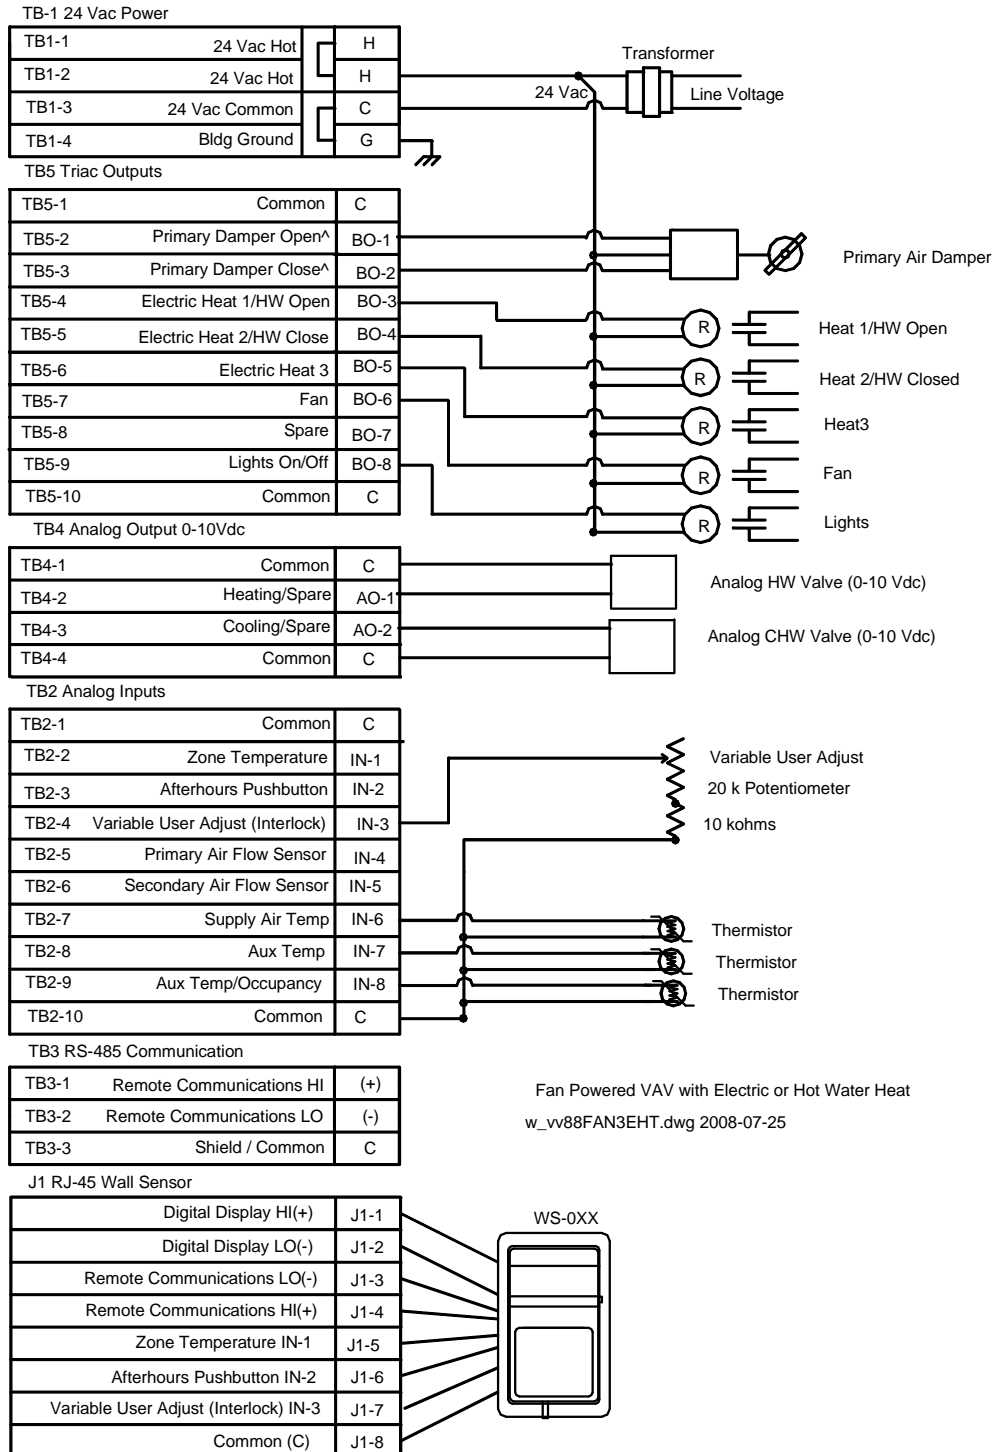 TB-1 24 Vac Power
TB1-1 24 Vac Hot H
TB1-2 24 Vac Hot H
TB1-3 24 Vac Common C
TB1-4 Bldg Ground G
Transformer
24 Vac
Line Voltage
TB5 Triac Outputs
TB5-1 Common C
TB5-2 Primary Damper Open^ BO-1
TB5-3 Primary Damper Close^ BO-2
TB5-4 Electric Heat 1/HW Open BO-3
TB5-5 Electric Heat 2/HW Close BO-4
TB5-6 Electric Heat 3 BO-5
TB5-7 Fan BO-6
TB5-8 Spare BO-7
TB5-9 Lights On/Off BO-8
TB5-10 Common C
Primary Air Damper
R Heat 1/HW Open
R Heat 2/HW Closed
R Heat3
R Fan
R Lights
TB4 Analog Output 0-10Vdc
TB4-1 Common C
TB4-2 Heating/Spare AO-1
TB4-3 Cooling/Spare AO-2
TB4-4 Common C
Analog HW Valve (0-10 Vdc)
Analog CHW Valve (0-10 Vdc)
TB2 Analog Inputs
TB2-1 Common C
TB2-2 Zone Temperature IN-1
TB2-3 Afterhours Pushbutton IN-2
TB2-4 Variable User Adjust (Interlock) IN-3
TB2-5 Primary Air Flow Sensor IN-4
TB2-6 Secondary Air Flow Sensor IN-5
TB2-7 Supply Air Temp IN-6
TB2-8 Aux Temp IN-7
TB2-9 Aux Temp/Occupancy IN-8
TB2-10 Common C
Variable User Adjust
20 k Potentiometer
10 kohms
Thermistor
Thermistor
Thermistor
TB3 RS-485 Communication
TB3-1 Remote Communications HI (+)
TB3-2 Remote Communications LO (-)
TB3-3 Shield / Common C
Fan Powered VAV with Electric or Hot Water Heat
w_vv88FAN3EHT.dwg 2008-07-25
J1 RJ-45 Wall Sensor
Digital Display HI(+) J1-1
Digital Display LO(-) J1-2
Remote Communications LO(-) J1-3
Remote Communications HI(+) J1-4
Zone Temperature IN-1 J1-5
Afterhours Pushbutton IN-2 J1-6
Variable User Adjust (Interlock) IN-3 J1-7
Common (C) J1-8
WS-0XX